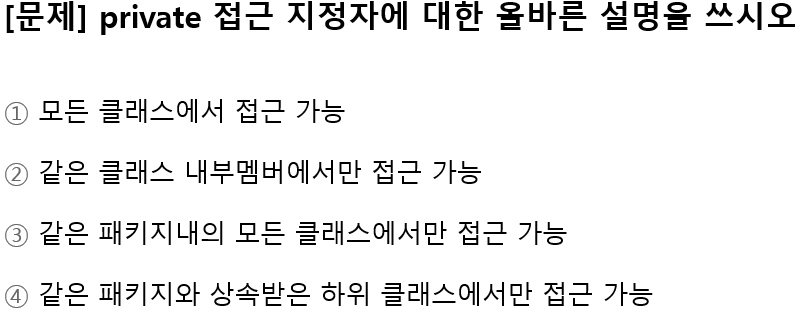 [문제] private 접근 지정자에 대한 올바른 설명을 쓰시오
① 모든 클래스에서 접근 가능
② 같은 클래스 내부멤버에서만 접근 가능
③ 같은 패키지내의 모든 클래스에서만 접근 가능
④ 같은 패키지와 상속받은 하위 클래스에서만 접근 가능